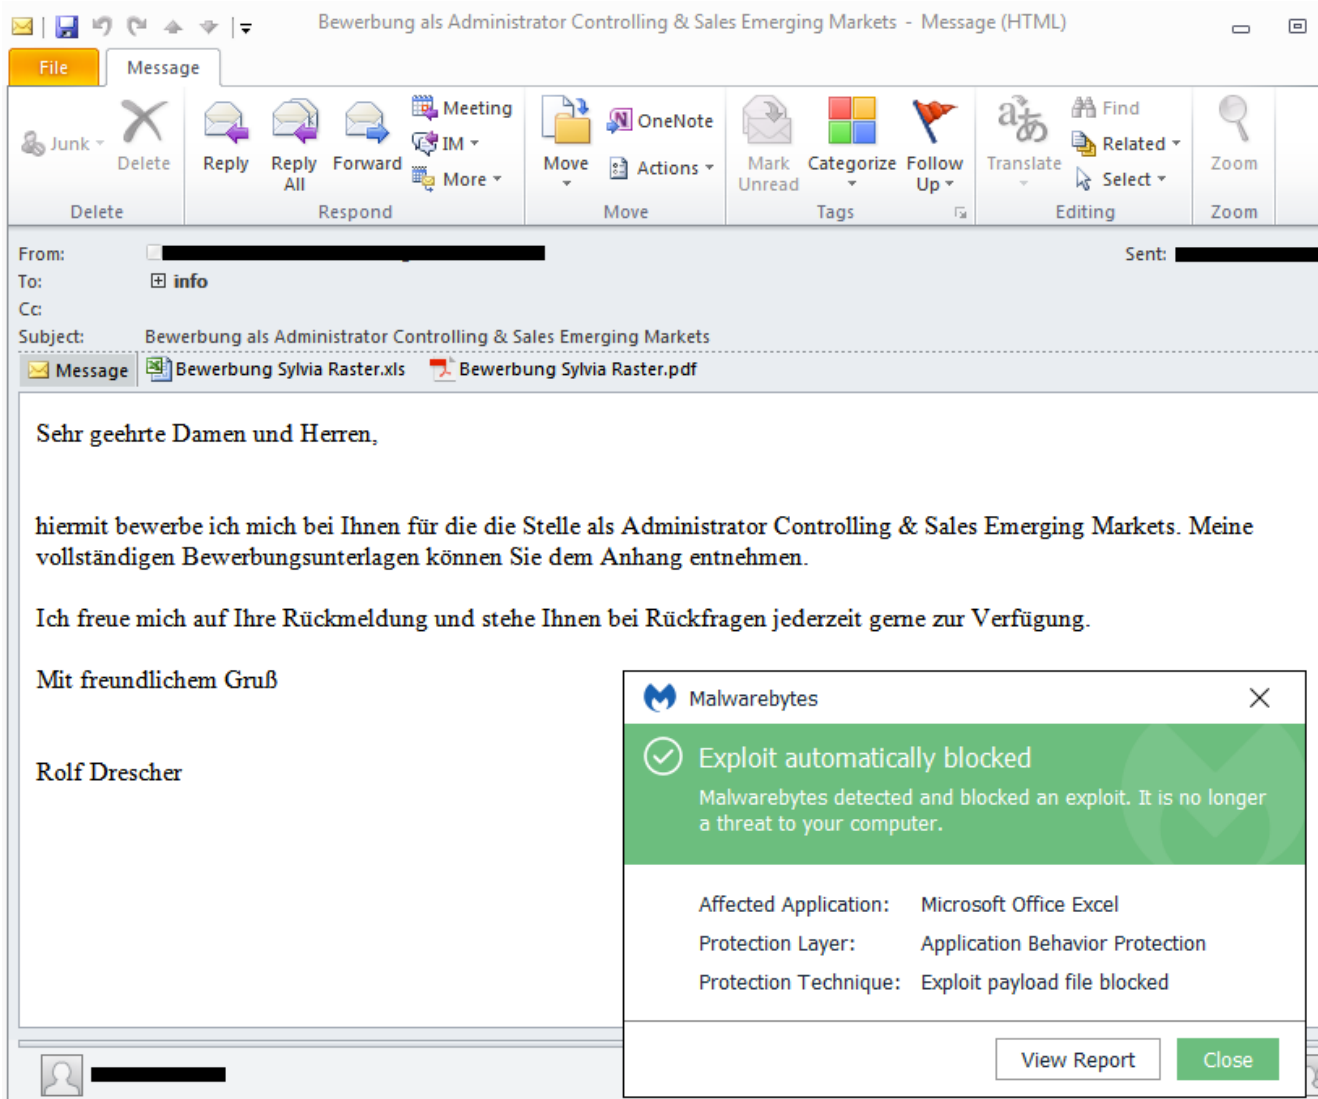 Bewerbung als Administrator Controlling & Sales Emerging Markets - Message (HTML)
File Message
Junk
Delete
Reply
Reply All
Forward
Meeting
IM
More
Move
OneNote
Actions
Mark Unread
Categorize
Follow Up
Translate
Find
Related
Select
Zoom
Delete Respond Move Tags Editing Zoom
From: Sent:
To: info
Cc:
Subject: Bewerbung als Administrator Controlling & Sales Emerging Markets
Message Bewerbung Sylvia Raster.xls Bewerbung Sylvia Raster.pdf
Sehr geehrte Damen und Herren,
hiermit bewerbe ich mich bei Ihnen für die die Stelle als Administrator Controlling & Sales Emerging Markets. Meine
vollständigen Bewerbungsunterlagen können Sie dem Anhang entnehmen.
Ich freue mich auf Ihre Rückmeldung und stehe Ihnen bei Rückfragen jederzeit gerne zur Verfügung.
Mit freundlichem Gruß
Rolf Drescher
Malwarebytes
Exploit automatically blocked
Malwarebytes detected and blocked an exploit. It is no longer
a threat to your computer.
Affected Application: Microsoft Office Excel
Protection Layer: Application Behavior Protection
Protection Technique: Exploit payload file blocked
View Report Close